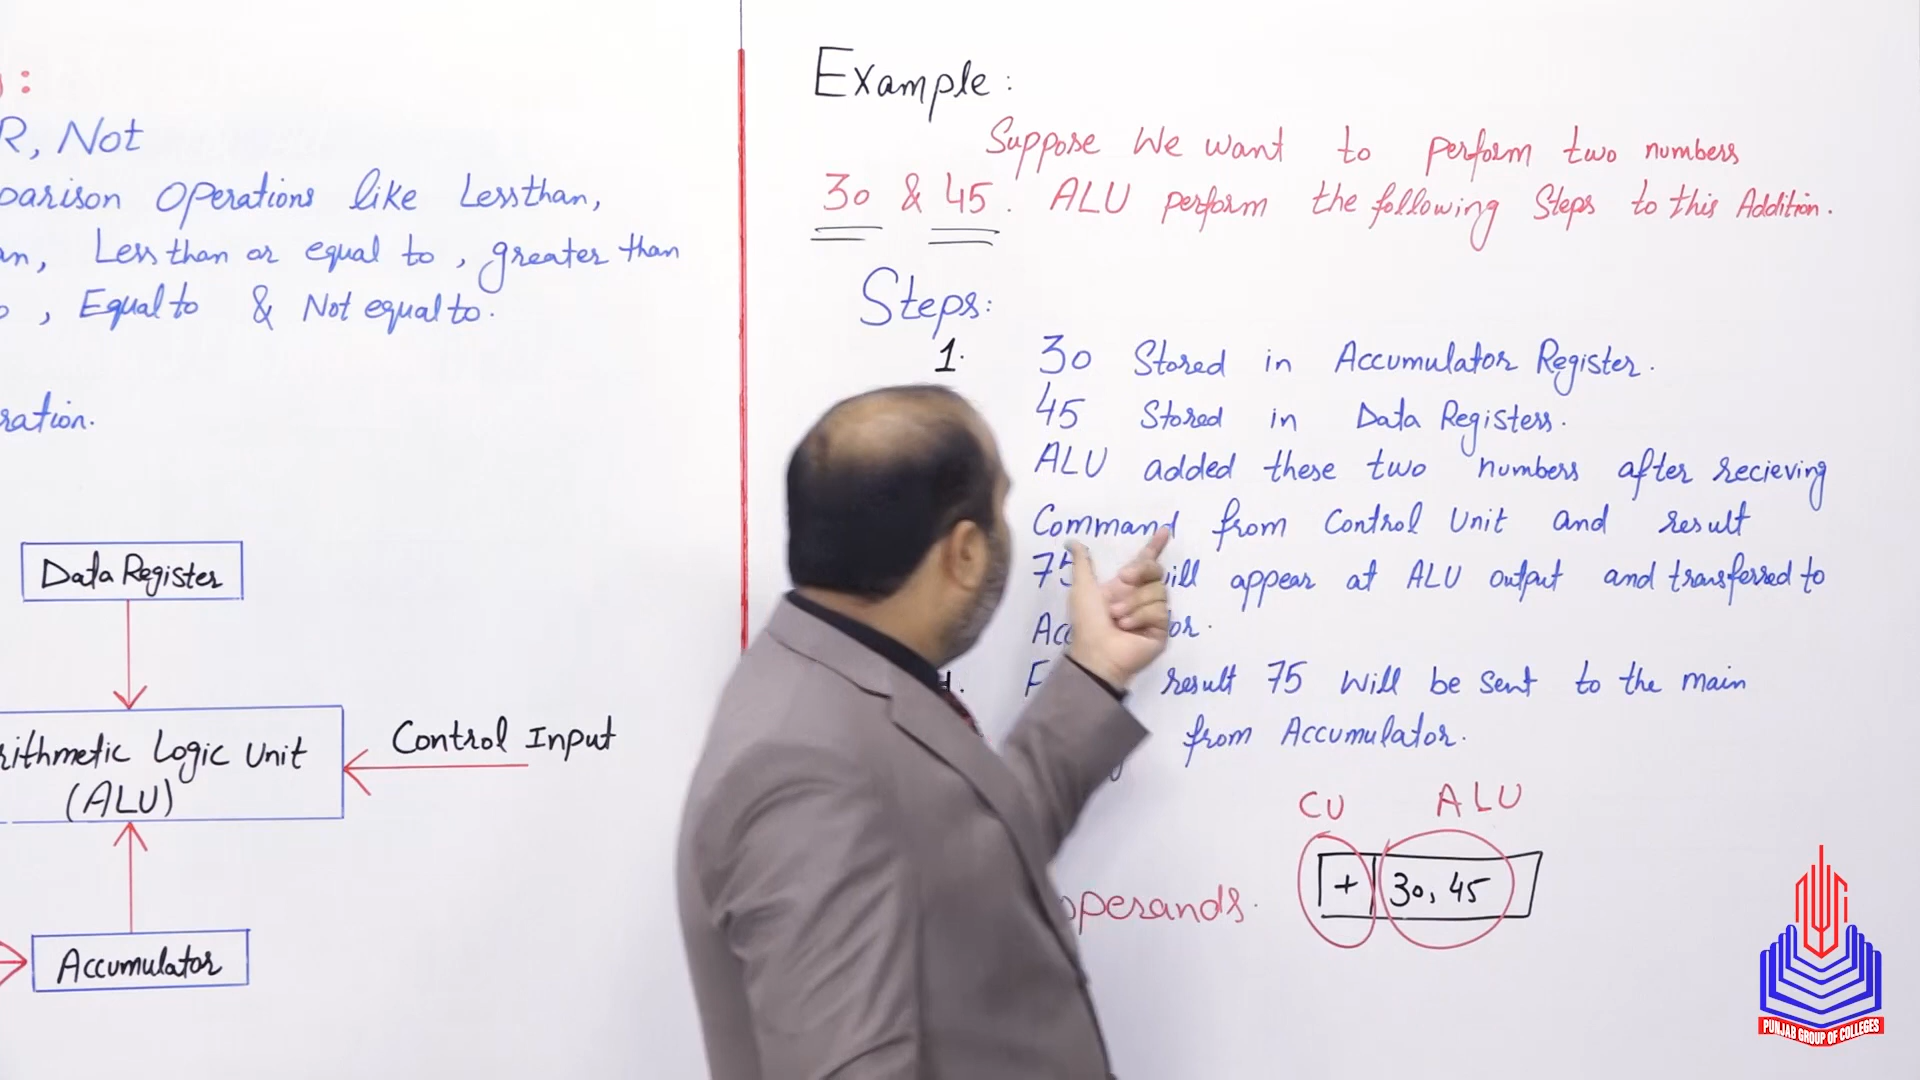 :
R, Not
parison Operations like Less than,
an, Less than or equal to, greater than
, Equal to & Not equal to.
ration.
Data Register
rithmetic Logic Unit
(ALU)
Control Input
Accumulator
Example:
Suppose We want to perform two numbers
30 & 45. ALU perform the following Steps to this Addition.
Steps:
1. 30 Stored in Accumulator Register.
45 Stored in Data Registers.
ALU added these two numbers after recieving
Command from Control Unit and result
75 will appear at ALU output and transferred to
or.
result 75 will be sent to the main
from Accumulator.
CU ALU
+ 30, 45
operands.
PUNJAB GROUP OF COLLEGES